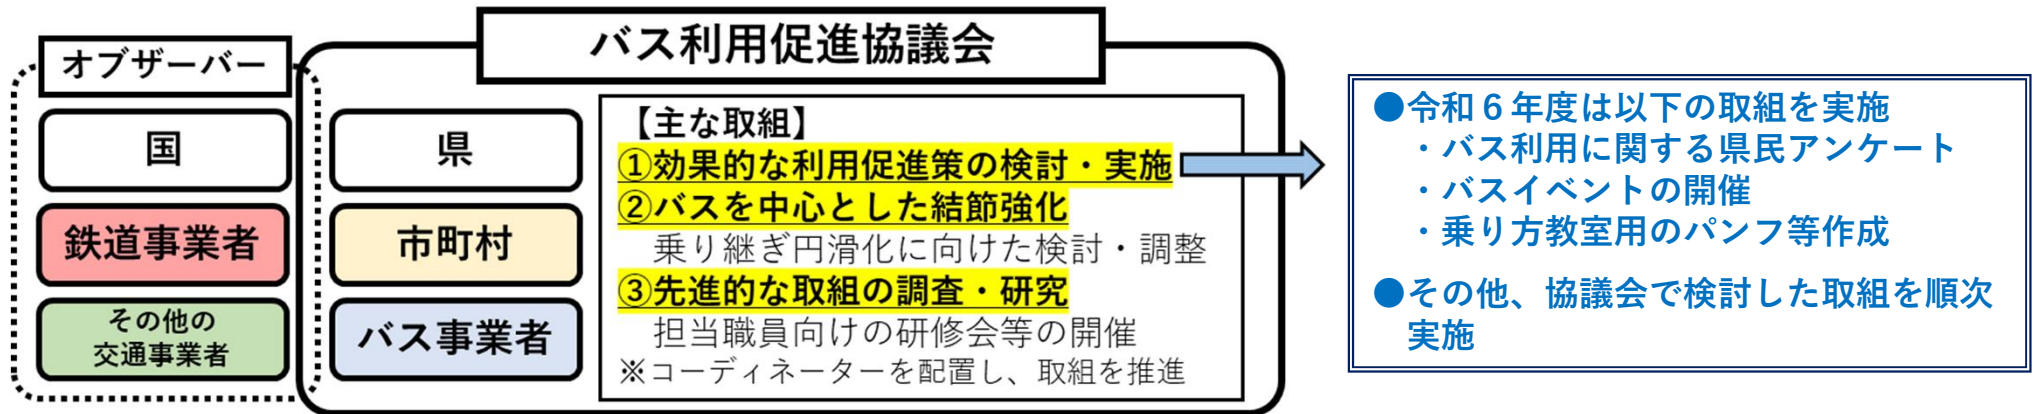 バス利用促進協議会
オブザーバー
国
鉄道事業者
その他の
交通事業者
県
市町村
バス事業者
【主な取組】
①効果的な利用促進策の検討・実施
②バスを中心とした結節強化
乗り継ぎ円滑化に向けた検討・調整
③先進的な取組の調査・研究
担当職員向けの研修会等の開催
※コーディネーターを配置し、取組を推進
●令和６年度は以下の取組を実施
・バス利用に関する県民アンケート
・バスイベントの開催
・乗り方教室用のパンフ等作成
●その他、協議会で検討した取組を順次
実施